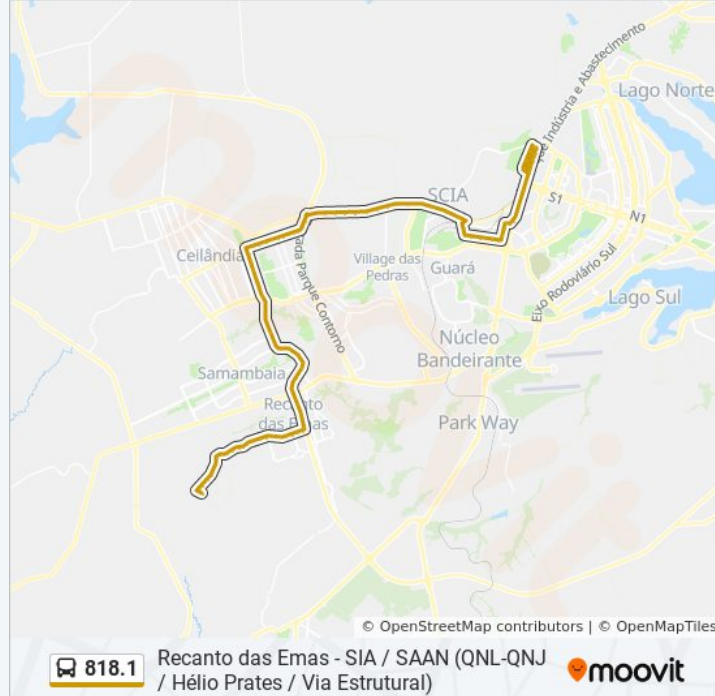 que Indústria e Abastecimento
Lago Norte
SCIA
S1
N1
Ceilândia
ada Parque Contorno
Village das
Pedras
Guará
Eixo Rodoviário Sul
Lago Sul
Núcleo
Bandeirante
Samambaia
Recanto
das Emas
Park Way
© OpenStreetMap contributors | © OpenMapTiles
818.1
Recanto das Emas - SIA / SAAN (QNL-QNJ
/ Hélio Prates / Via Estrutural)
moovit